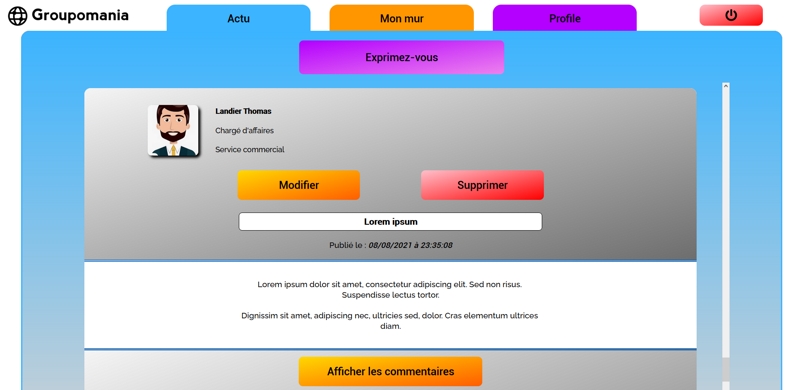 Groupomania
Actu
Mon mur
Profile
Exprimez-vous
Landier Thomas
Chargé d'affaires
Service commercial
Modifier
Supprimer
Lorem ipsum
Publié le : 08/08/2021 à 23:35:08
Lorem ipsum dolor sit amet, consectetur adipiscing elit. Sed non risus.
Suspendisse lectus tortor.
Dignissim sit amet, adipiscing nec, ultricies sed, dolor. Cras elementum ultrices
diam.
Afficher les commentaires